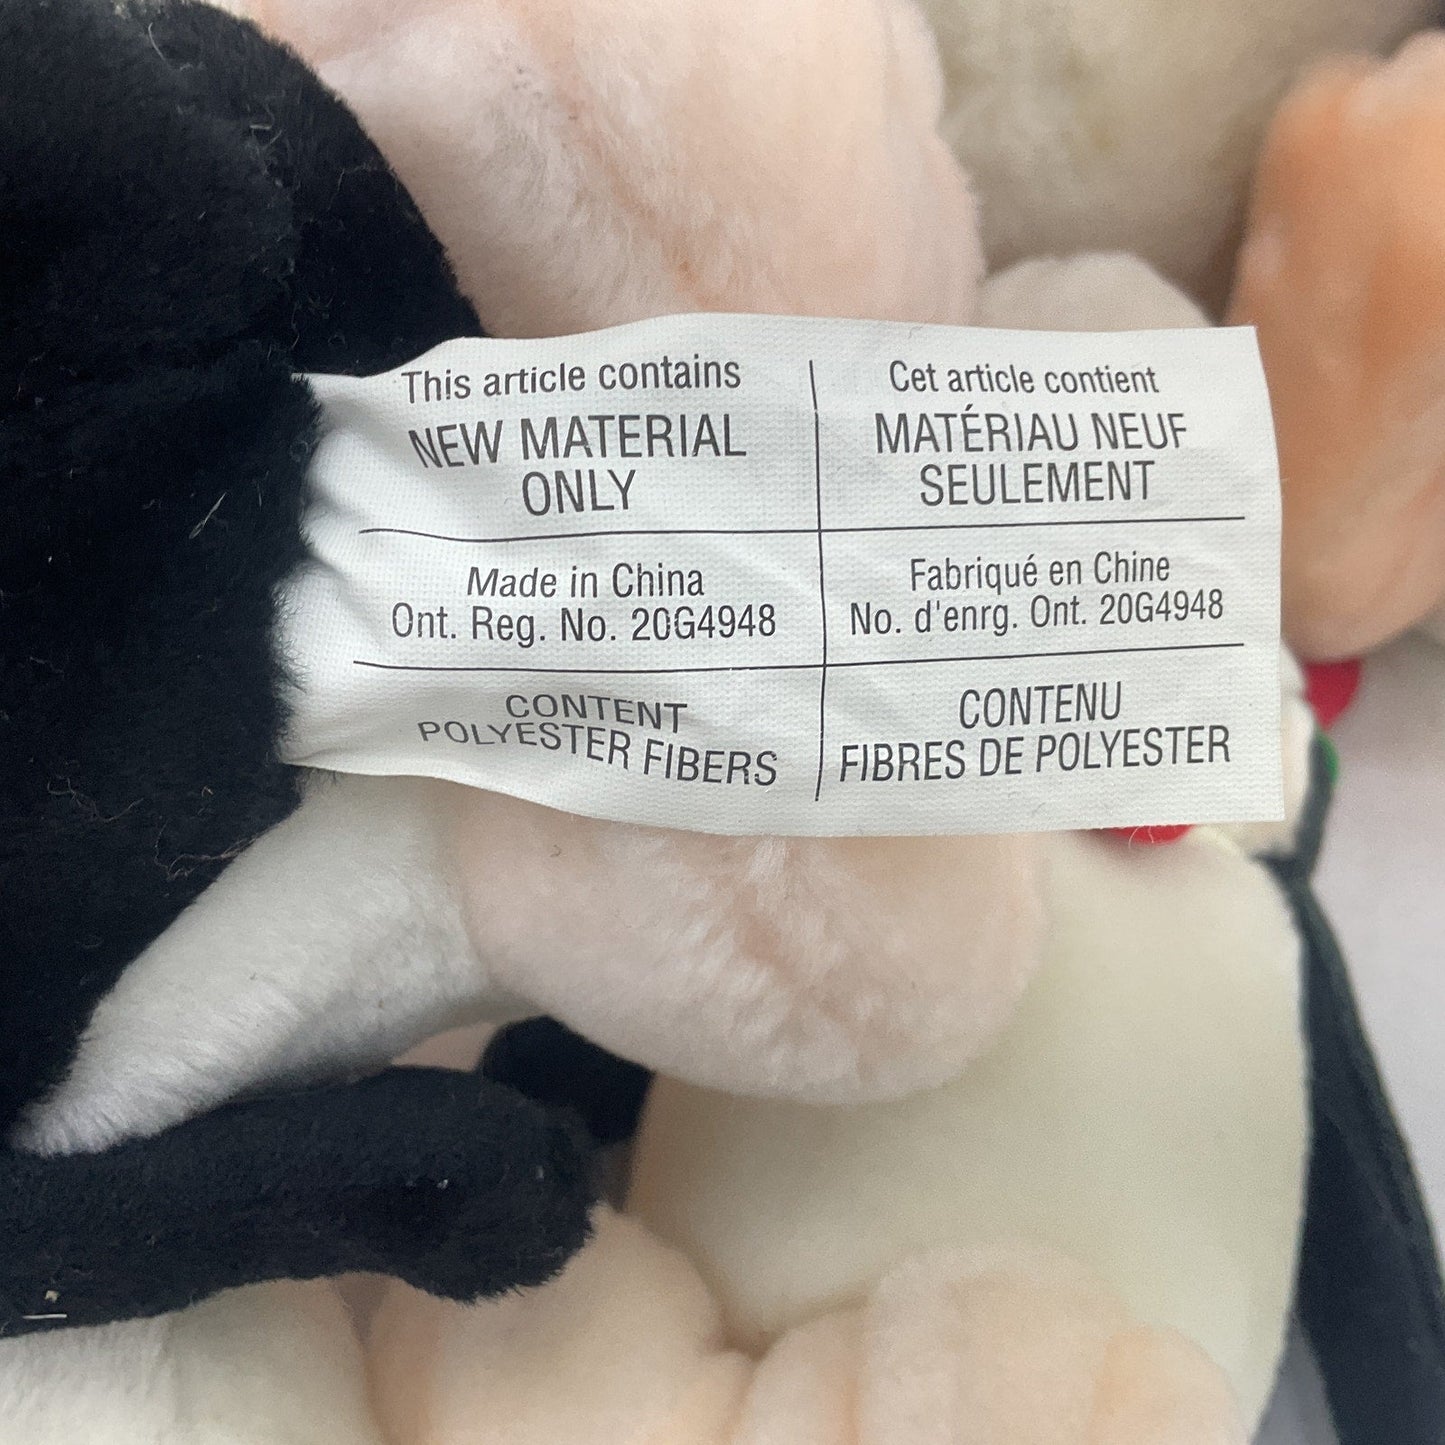 This article contains
NEW MATERIAL
ONLY
Made in China
Ont. Reg. No. 20G4948
CONTENT
POLYESTER FIBERS
Cet article contient
MATÉRIAU NEUF
SEULEMENT
Fabriqué en Chine
No. d'enrg. Ont. 20G4948
CONTENU
FIBRES DE POLYESTER